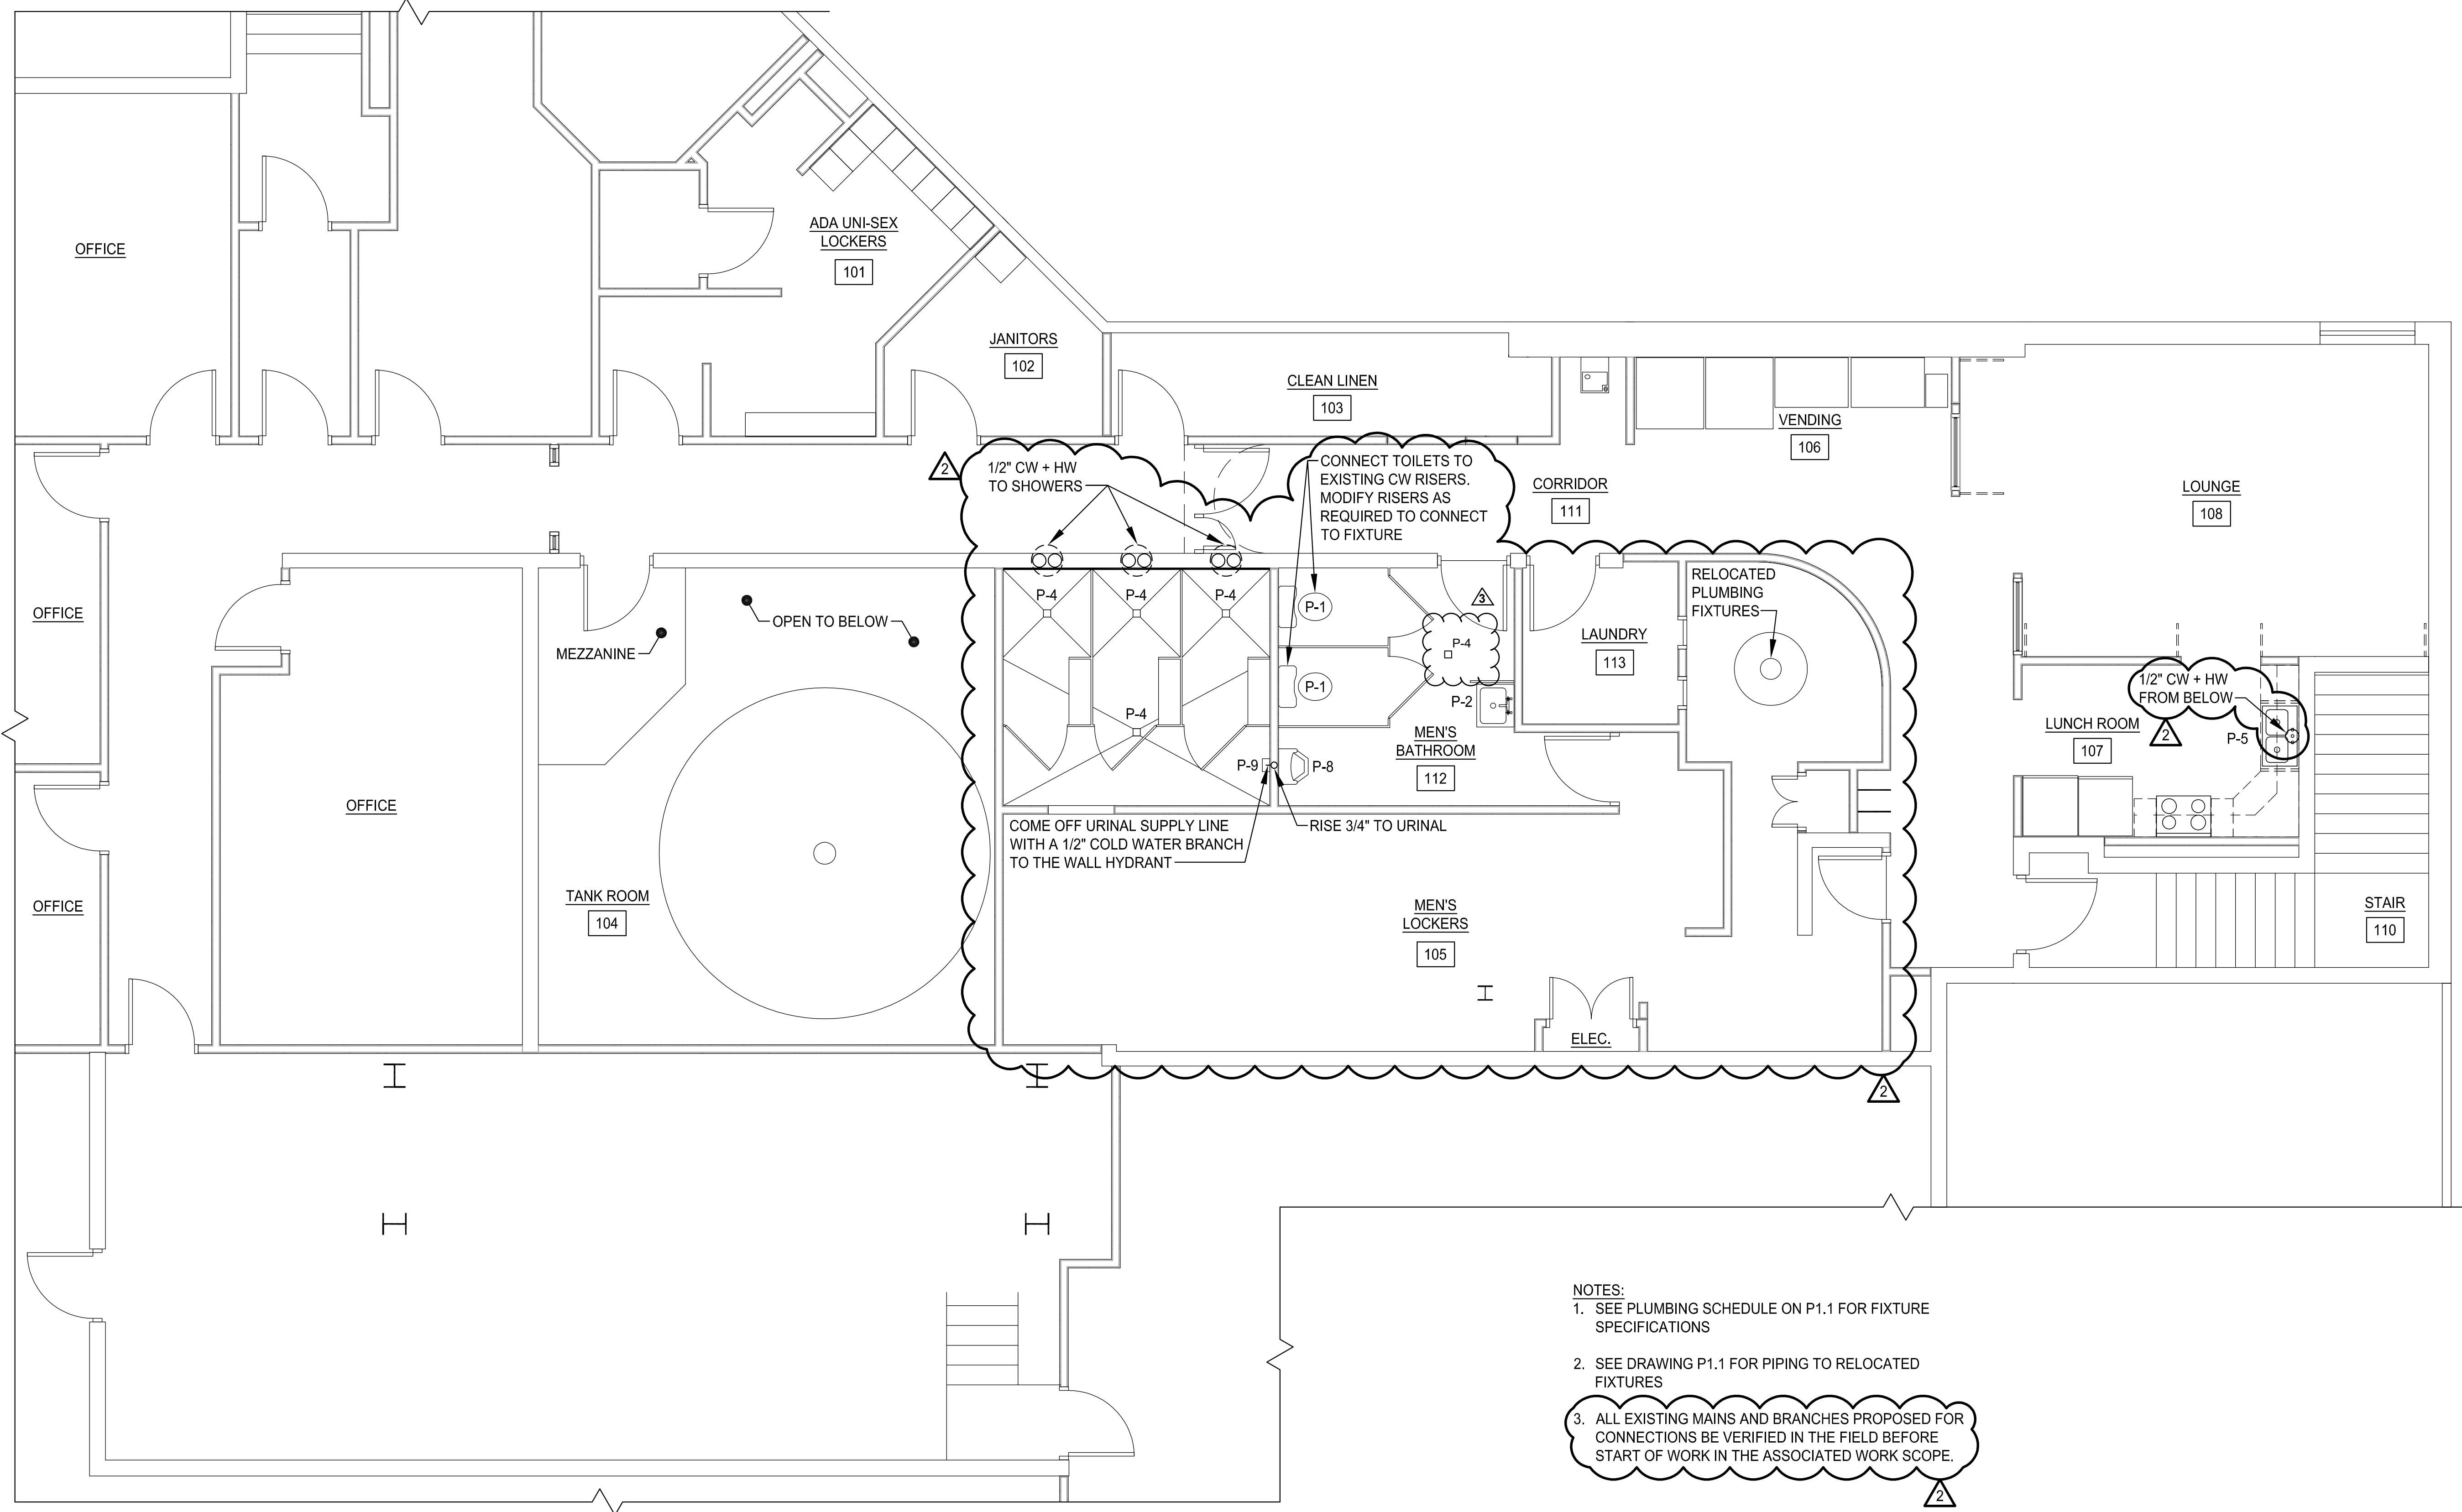 OFFICE
ADA UNI-SEX
LOCKERS
101
JANITORS
102
CLEAN LINEN
103
VENDING
106
2
1/2" CW + HW
TO SHOWERS
CONNECT TOILETS TO
EXISTING CW RISERS.
MODIFY RISERS AS
REQUIRED TO CONNECT
TO FIXTURE
CORRIDOR
111
LOUNGE
108
OFFICE
OPEN TO BELOW
MEZZANINE
P-4
P-4
P-4
P-1
3
P-4
RELOCATED
PLUMBING
FIXTURES
LAUNDRY
113
P-1
P-2
P-4
1/2" CW + HW
FROM BELOW
LUNCH ROOM
107
2
P-5
MEN'S
BATHROOM
112
P-9
P-8
OFFICE
COME OFF URINAL SUPPLY LINE
WITH A 1/2" COLD WATER BRANCH
TO THE WALL HYDRANT
RISE 3/4" TO URINAL
OFFICE
TANK ROOM
104
MEN'S
LOCKERS
105
STAIR
110
ELEC.
2
NOTES:
1. SEE PLUMBING SCHEDULE ON P1.1 FOR FIXTURE
SPECIFICATIONS
2. SEE DRAWING P1.1 FOR PIPING TO RELOCATED
FIXTURES
3. ALL EXISTING MAINS AND BRANCHES PROPOSED FOR
CONNECTIONS BE VERIFIED IN THE FIELD BEFORE
START OF WORK IN THE ASSOCIATED WORK SCOPE.
2